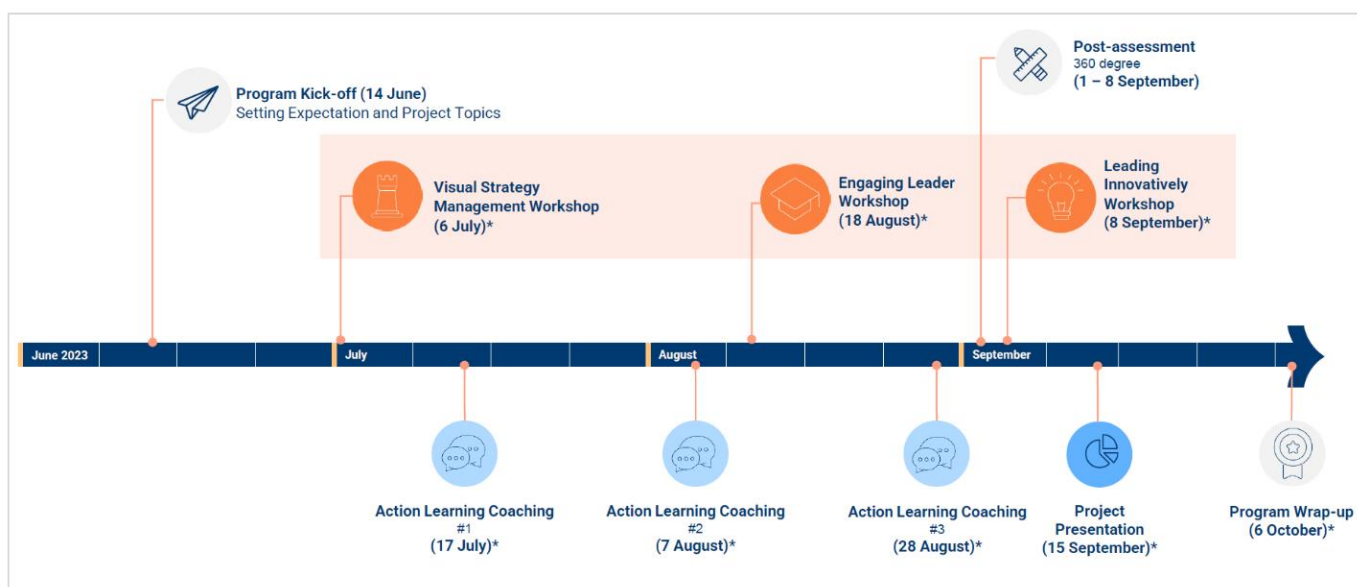 Post-assessment
360 degree
(1 – 8 September)
Program Kick-off (14 June)
Setting Expectation and Project Topics
Visual Strategy
Management Workshop
(6 July)*
Engaging Leader
Workshop
(18 August)*
Leading
Innovatively
Workshop
(8 September)*
June 2023
July
August
September
Action Learning Coaching
#1
(17 July)*
Action Learning Coaching
#2
(7 August)*
Action Learning Coaching
#3
(28 August)*
Project
Presentation
(15 September)*
Program Wrap-up
(6 October)*